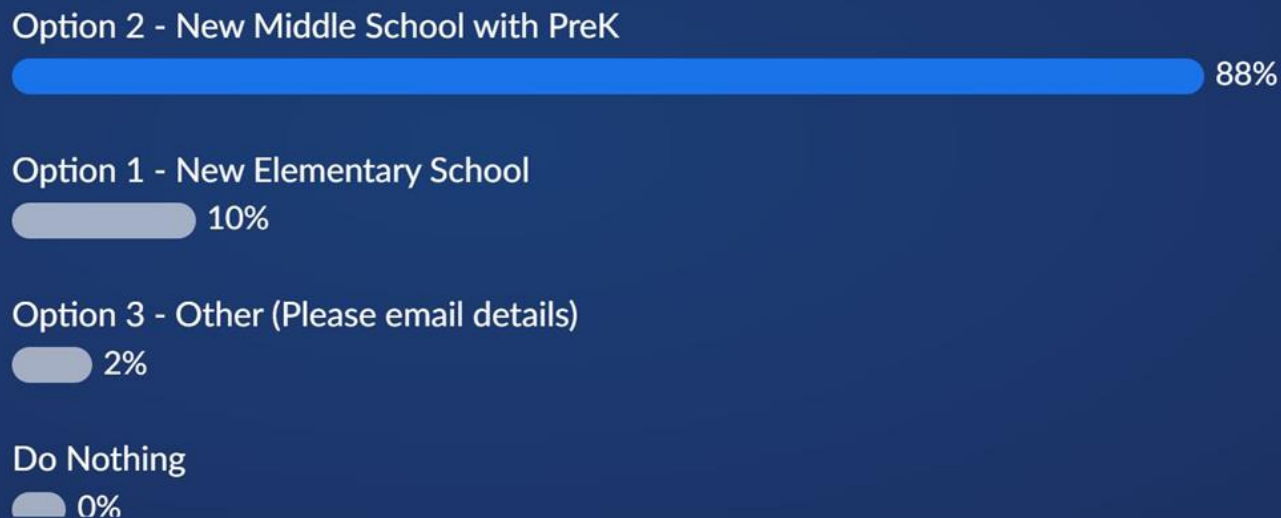 Option 2 - New Middle School with PreK
88%
Option 1 - New Elementary School
10%
Option 3 - Other (Please email details)
2%
Do Nothing
0%